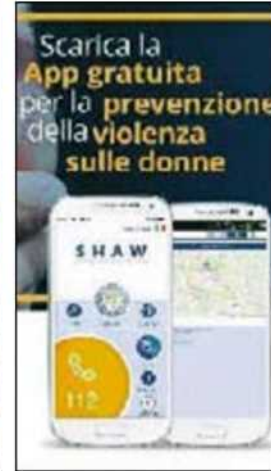 Scarica la
App gratuita
per la prevenzione
della violenza
sulle donne
SHAW
112